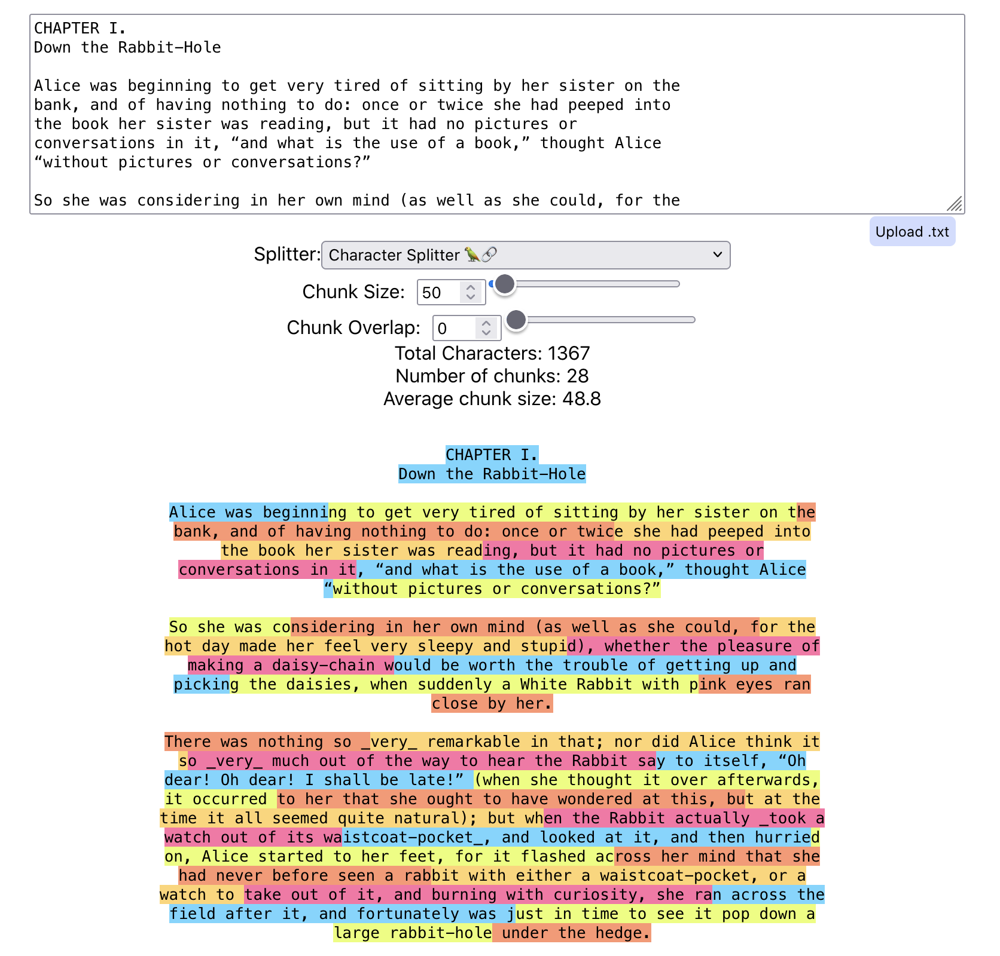 CHAPTER I.
Down the Rabbit-Hole

Alice was beginning to get very tired of sitting by her sister on the
bank, and of having nothing to do: once or twice she had peeped into
the book her sister was reading, but it had no pictures or
conversations in it, “and what is the use of a book,” thought Alice
“without pictures or conversations?”

So she was considering in her own mind (as well as she could, for the
Upload .txt
Splitter: Character Splitter 🦜🔗
Chunk Size: 50
Chunk Overlap: 0
Total Characters: 1367
Number of chunks: 28
Average chunk size: 48.8

CHAPTER I.
Down the Rabbit-Hole

Alice was beginning to get very tired of sitting by her sister on the
bank, and of having nothing to do: once or twice she had peeped into
the book her sister was reading, but it had no pictures or
conversations in it, “and what is the use of a book,” thought Alice
“without pictures or conversations?”

So she was considering in her own mind (as well as she could, for the
hot day made her feel very sleepy and stupid), whether the pleasure of
making a daisy-chain would be worth the trouble of getting up and
picking the daisies, when suddenly a White Rabbit with pink eyes ran
close by her.

There was nothing so _very_ remarkable in that; nor did Alice think it
so _very_ much out of the way to hear the Rabbit say to itself, “Oh
dear! Oh dear! I shall be late!” (when she thought it over afterwards,
it occurred to her that she ought to have wondered at this, but at the
time it all seemed quite natural); but when the Rabbit actually _took a
watch out of its waistcoat-pocket_, and looked at it, and then hurried
on, Alice started to her feet, for it flashed across her mind that she
had never before seen a rabbit with either a waistcoat-pocket, or a
watch to take out of it, and burning with curiosity, she ran across the
field after it, and fortunately was just in time to see it pop down a
large rabbit-hole under the hedge.